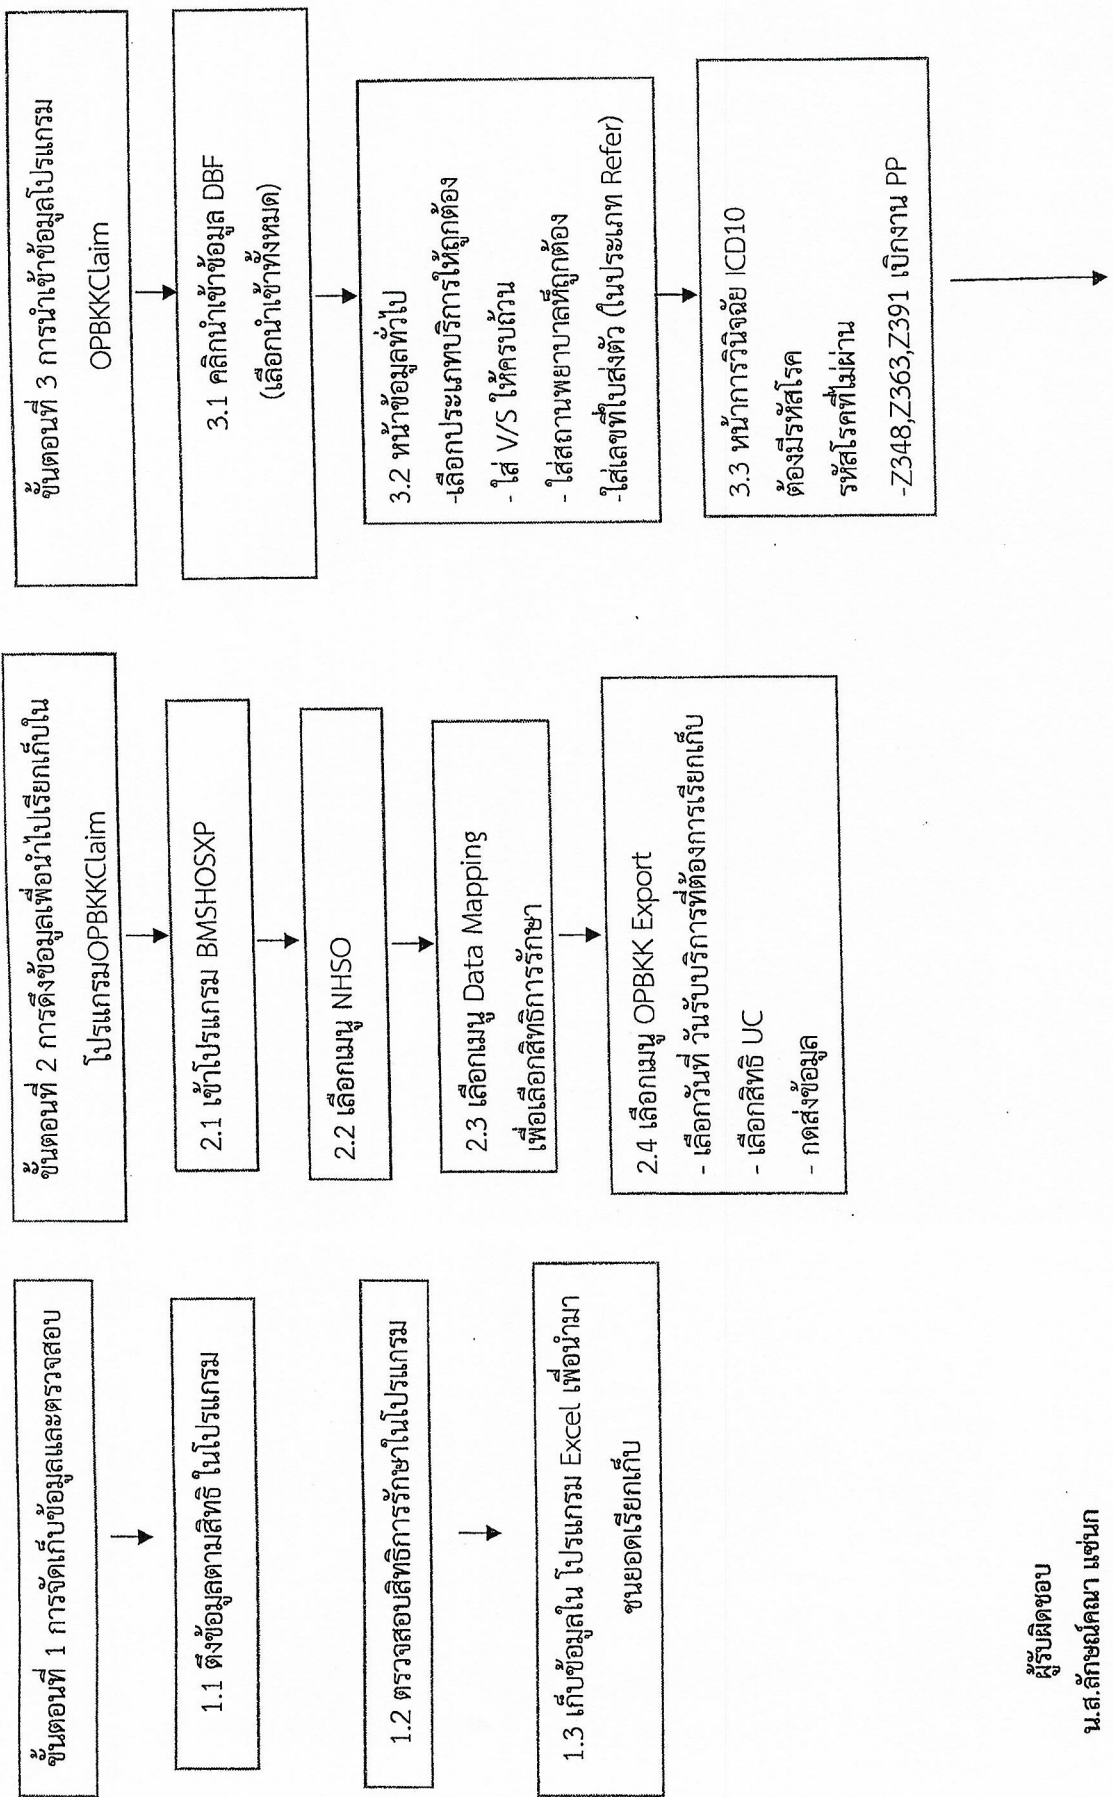 ขั้นตอนที่ 1 การจัดเก็บข้อมูลและตรวจสอบ
1.1 ดึงข้อมูลตามสิทธิ ในโปรแกรม
1.2 ตรวจสอบสิทธิการรักษาในโปรแกรม
1.3 เก็บข้อมูลใน โปรแกรม Excel เพื่อนำมา
ชนยอดเรียกเก็บ
ขั้นตอนที่ 2 การดึงข้อมูลเพื่อนำไปเรียกเก็บใน
โปรแกรมOPBKKClaim
2.1 เข้าโปรแกรม BMSHOSXP
2.2 เลือกเมนู NHSO
2.3 เลือกเมนู Data Mapping
เพื่อเลือกสิทธิการรักษา
2.4 เลือกเมนู OPBKK Export
- เลือกวันที่ วันรับบริการที่ต้องการเรียกเก็บ
- เลือกสิทธิ UC
- กดส่งข้อมูล
ขั้นตอนที่ 3 การนำเข้าข้อมูลโปรแกรม
OPBKKClaim
3.1 คลิกนำเข้าข้อมูล DBF
(เลือกนำเข้าทั้งหมด)
3.2 หน้าข้อมูลทั่วไป
-เลือกประเภทบริการให้ถูกต้อง
- ใส่ V/S ให้ครบถ้วน
- ใส่สถานพยาบาลที่ถูกต้อง
-ใส่เลขที่ใบส่งตัว (ในประเภท Refer)
3.3 หน้าการวินิจฉัย ICD10
ต้องมีรหัสโรค
รหัสโรคที่ไม่ผ่าน
-Z348,Z363,Z391 เบิกงาน PP
ผู้รับผิดชอบ
น.ส.ลักษณ์คณา แซ่นก